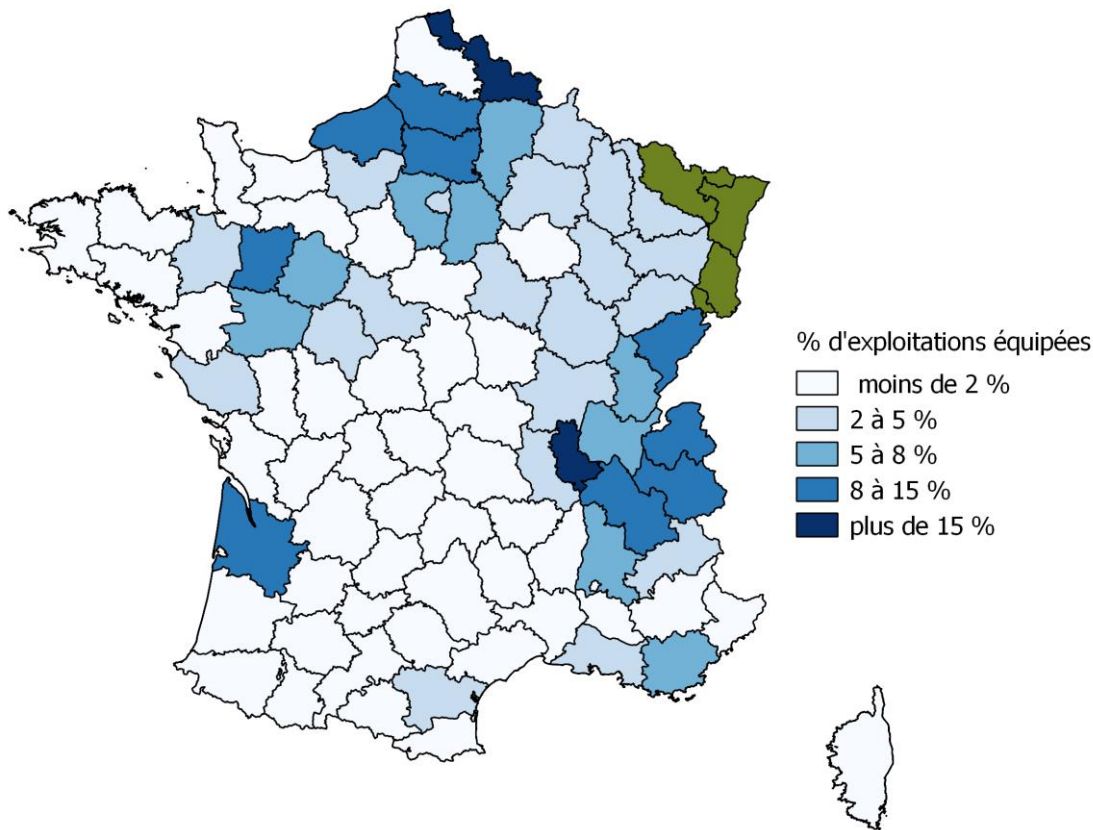 % d'exploitations équipées
moins de 2 %
2 à 5 %
5 à 8 %
8 à 15 %
plus de 15 %